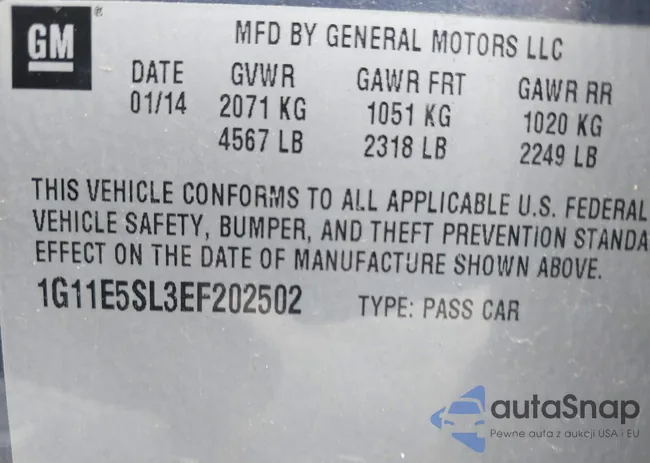 GM ®
MFD BY GENERAL MOTORS LLC
DATE GVWR GAWR FRT GAWR RR
01/14 2071 KG 1051 KG 1020 KG
4567 LB 2318 LB 2249 LB
THIS VEHICLE CONFORMS TO ALL APPLICABLE U.S. FEDERAL
VEHICLE SAFETY, BUMPER, AND THEFT PREVENTION STANDA
EFFECT ON THE DATE OF MANUFACTURE SHOWN ABOVE.
1G11E5SL3EF202502 TYPE: PASS CAR
autaSnap
Pewne auta z aukcji USA i EU